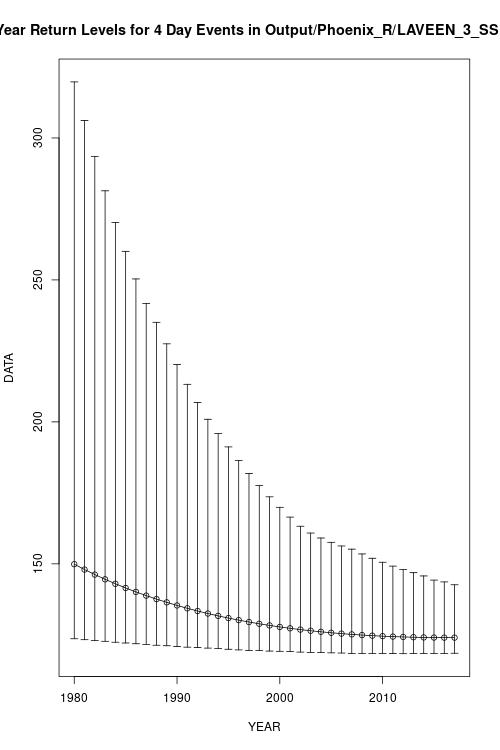 Year Return Levels for 4 Day Events in Output/Phoenix_R/LAVEEN_3_SS
300
250
200
150
DATA
1980 1990 2000 2010
YEAR